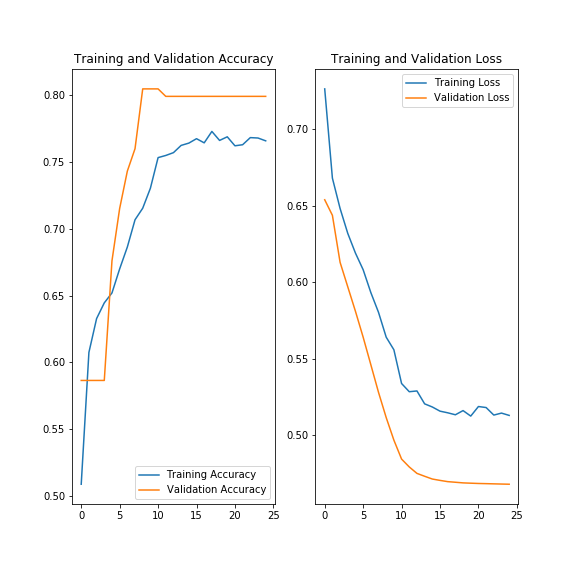 Training and Validation Accuracy
0.80
0.75
0.70
0.65
0.60
0.55
0.50
0 5 10 15 20 25
Training Accuracy
Validation Accuracy
Training and Validation Loss
Training Loss
Validation Loss
0.70
0.65
0.60
0.55
0.50
0 5 10 15 20 25